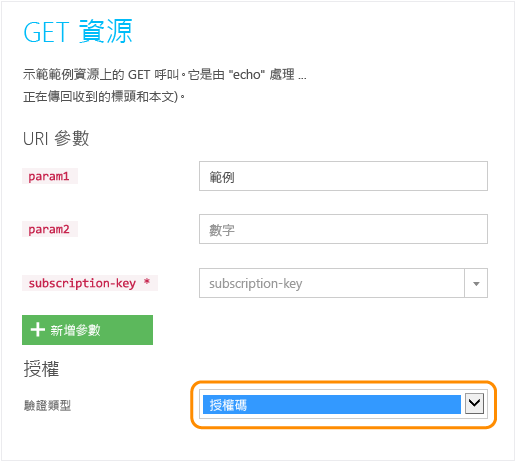 GET 資源
示範範例資源上的 GET 呼叫。它是由 "echo" 處理 ...
正在傳回收到的標頭和本文)。
URI 參數
param1
範例
param2
數字
subscription-key *
subscription-key
新增參數
授權
驗證類型
授權碼